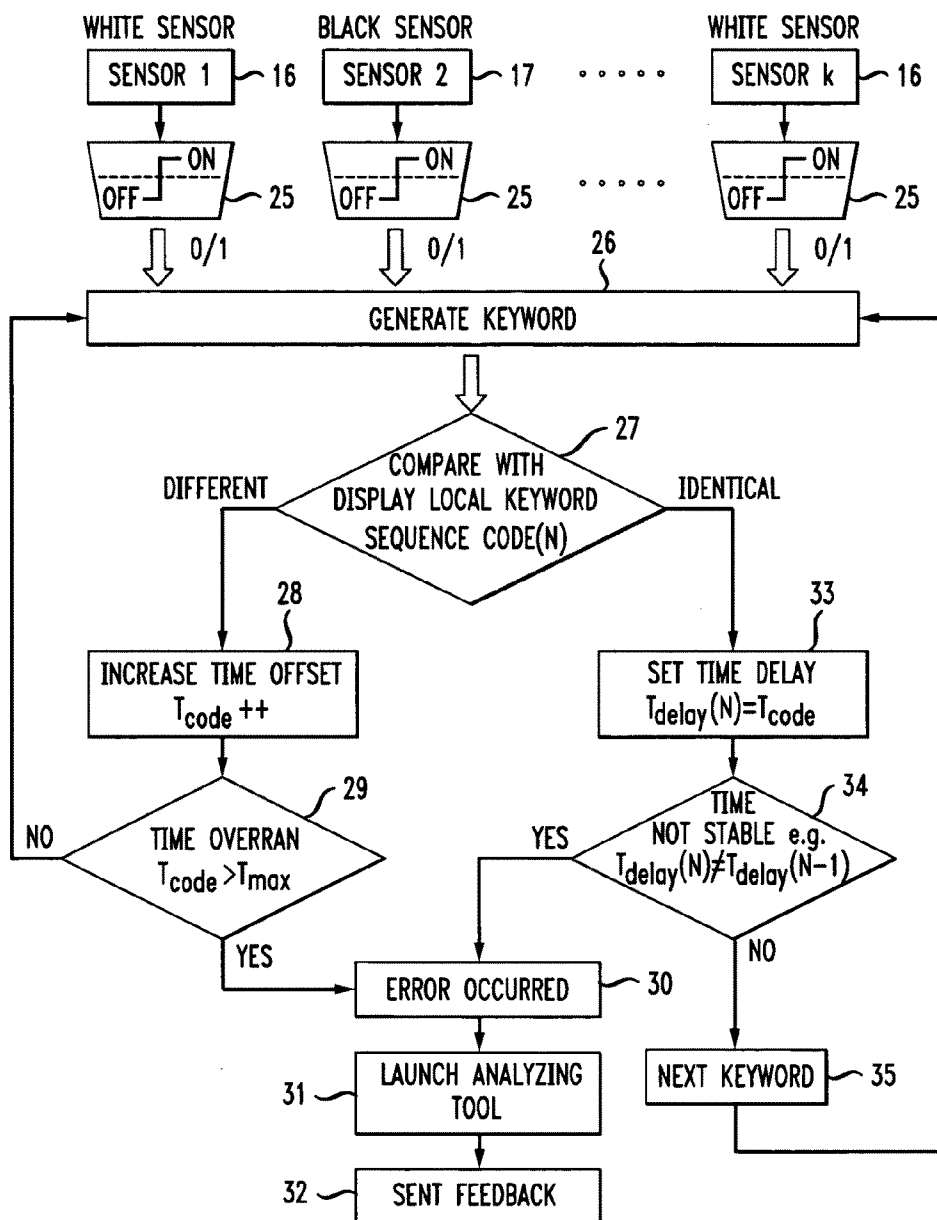 WHITE SENSOR
BLACK SENSOR
WHITE SENSOR
SENSOR 1
16
SENSOR 2
17
SENSOR k
16
ON
OFF
25
ON
OFF
25
ON
OFF
25
0/1
0/1
26
0/1
GENERATE KEYWORD
27
DIFFERENT
COMPARE WITH
DISPLAY LOCAL KEYWORD
SEQUENCE CODE(N)
IDENTICAL
28
INCREASE TIME OFFSET
Tcode ++
33
SET TIME DELAY
Tdelay(N)=Tcode
29
NO
TIME OVERRAN
Tcode>Tmax
YES
34
YES
TIME
NOT STABLE e.g.
Tdelay(N)≠Tdelay(N-1)
NO
ERROR OCCURRED
30
31
LAUNCH ANALYZING
TOOL
NEXT KEYWORD
35
32
SENT FEEDBACK